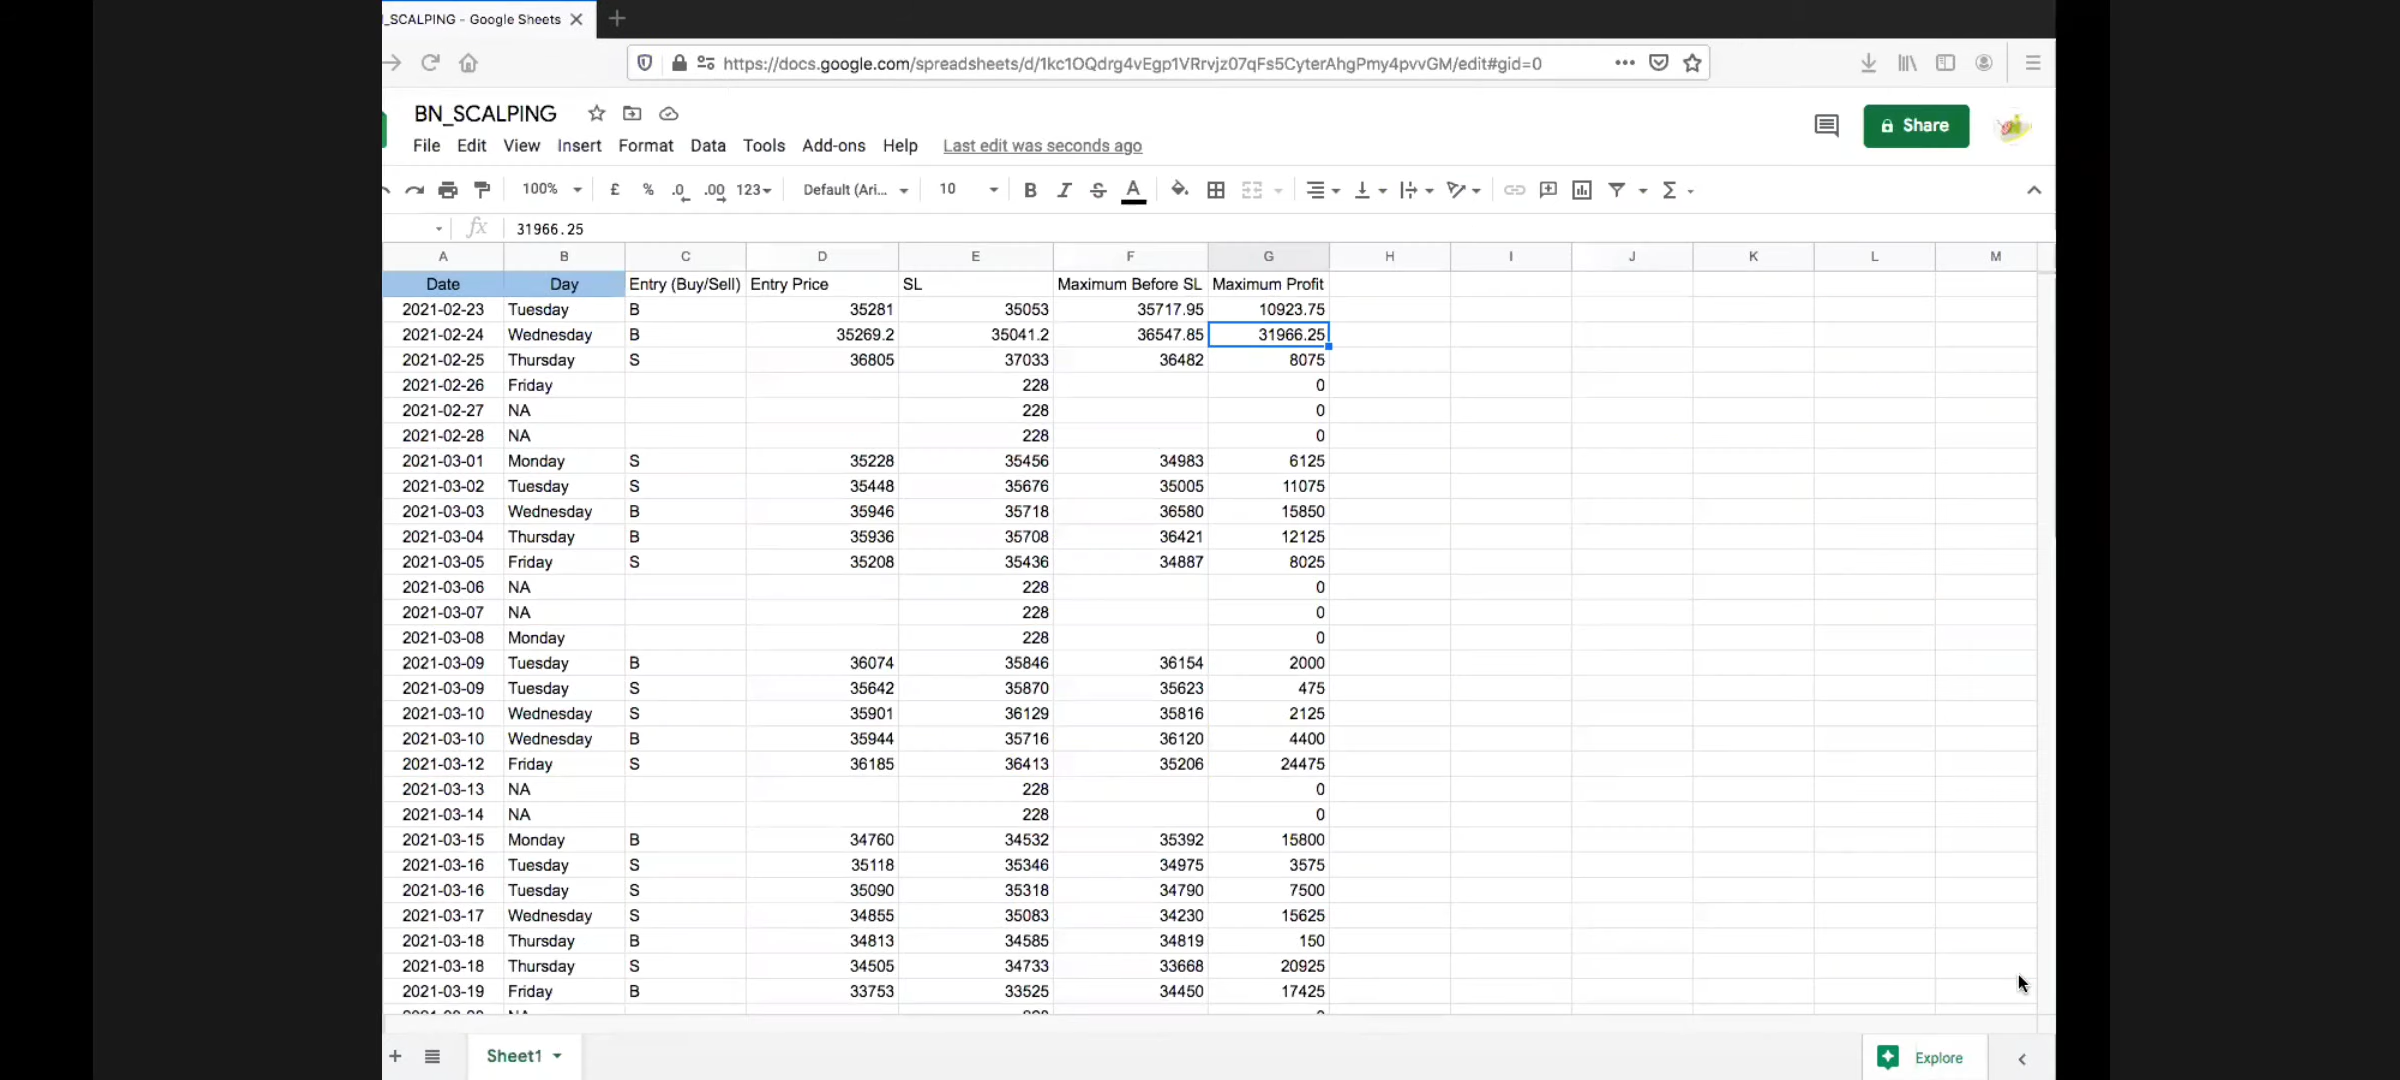 _SCALPING - Google Sheets
https://docs.google.com/spreadsheets/d/1kc1OQdrg4vEgp1VRrvjz07qFs5CyterAhgPmy4pvvGM/edit#gid=0
BN_SCALPING
Share
File Edit View Insert Format Data Tools Add-ons Help Last edit was seconds ago
100% £ % .0 .00 123 Default (Ari... 10 B I S A Σ
fx 31966.25
A B C D E F G H I J K L M
Date Day Entry (Buy/Sell) Entry Price SL Maximum Before SL Maximum Profit
2021-02-23 Tuesday B 35281 35053 35717.95 10923.75
2021-02-24 Wednesday B 35269.2 35041.2 36547.85 31966.25
2021-02-25 Thursday S 36805 37033 36482 8075
2021-02-26 Friday 228 0
2021-02-27 NA 228 0
2021-02-28 NA 228 0
2021-03-01 Monday S 35228 35456 34983 6125
2021-03-02 Tuesday S 35448 35676 35005 11075
2021-03-03 Wednesday B 35946 35718 36580 15850
2021-03-04 Thursday B 35936 35708 36421 12125
2021-03-05 Friday S 35208 35436 34887 8025
2021-03-06 NA 228 0
2021-03-07 NA 228 0
2021-03-08 Monday 228 0
2021-03-09 Tuesday B 36074 35846 36154 2000
2021-03-09 Tuesday S 35642 35870 35623 475
2021-03-10 Wednesday S 35901 36129 35816 2125
2021-03-10 Wednesday B 35944 35716 36120 4400
2021-03-12 Friday S 36185 36413 35206 24475
2021-03-13 NA 228 0
2021-03-14 NA 228 0
2021-03-15 Monday B 34760 34532 35392 15800
2021-03-16 Tuesday S 35118 35346 34975 3575
2021-03-16 Tuesday S 35090 35318 34790 7500
2021-03-17 Wednesday S 34855 35083 34230 15625
2021-03-18 Thursday B 34813 34585 34819 150
2021-03-18 Thursday S 34505 34733 33668 20925
2021-03-19 Friday B 33753 33525 34450 17425
Sheet1
Explore